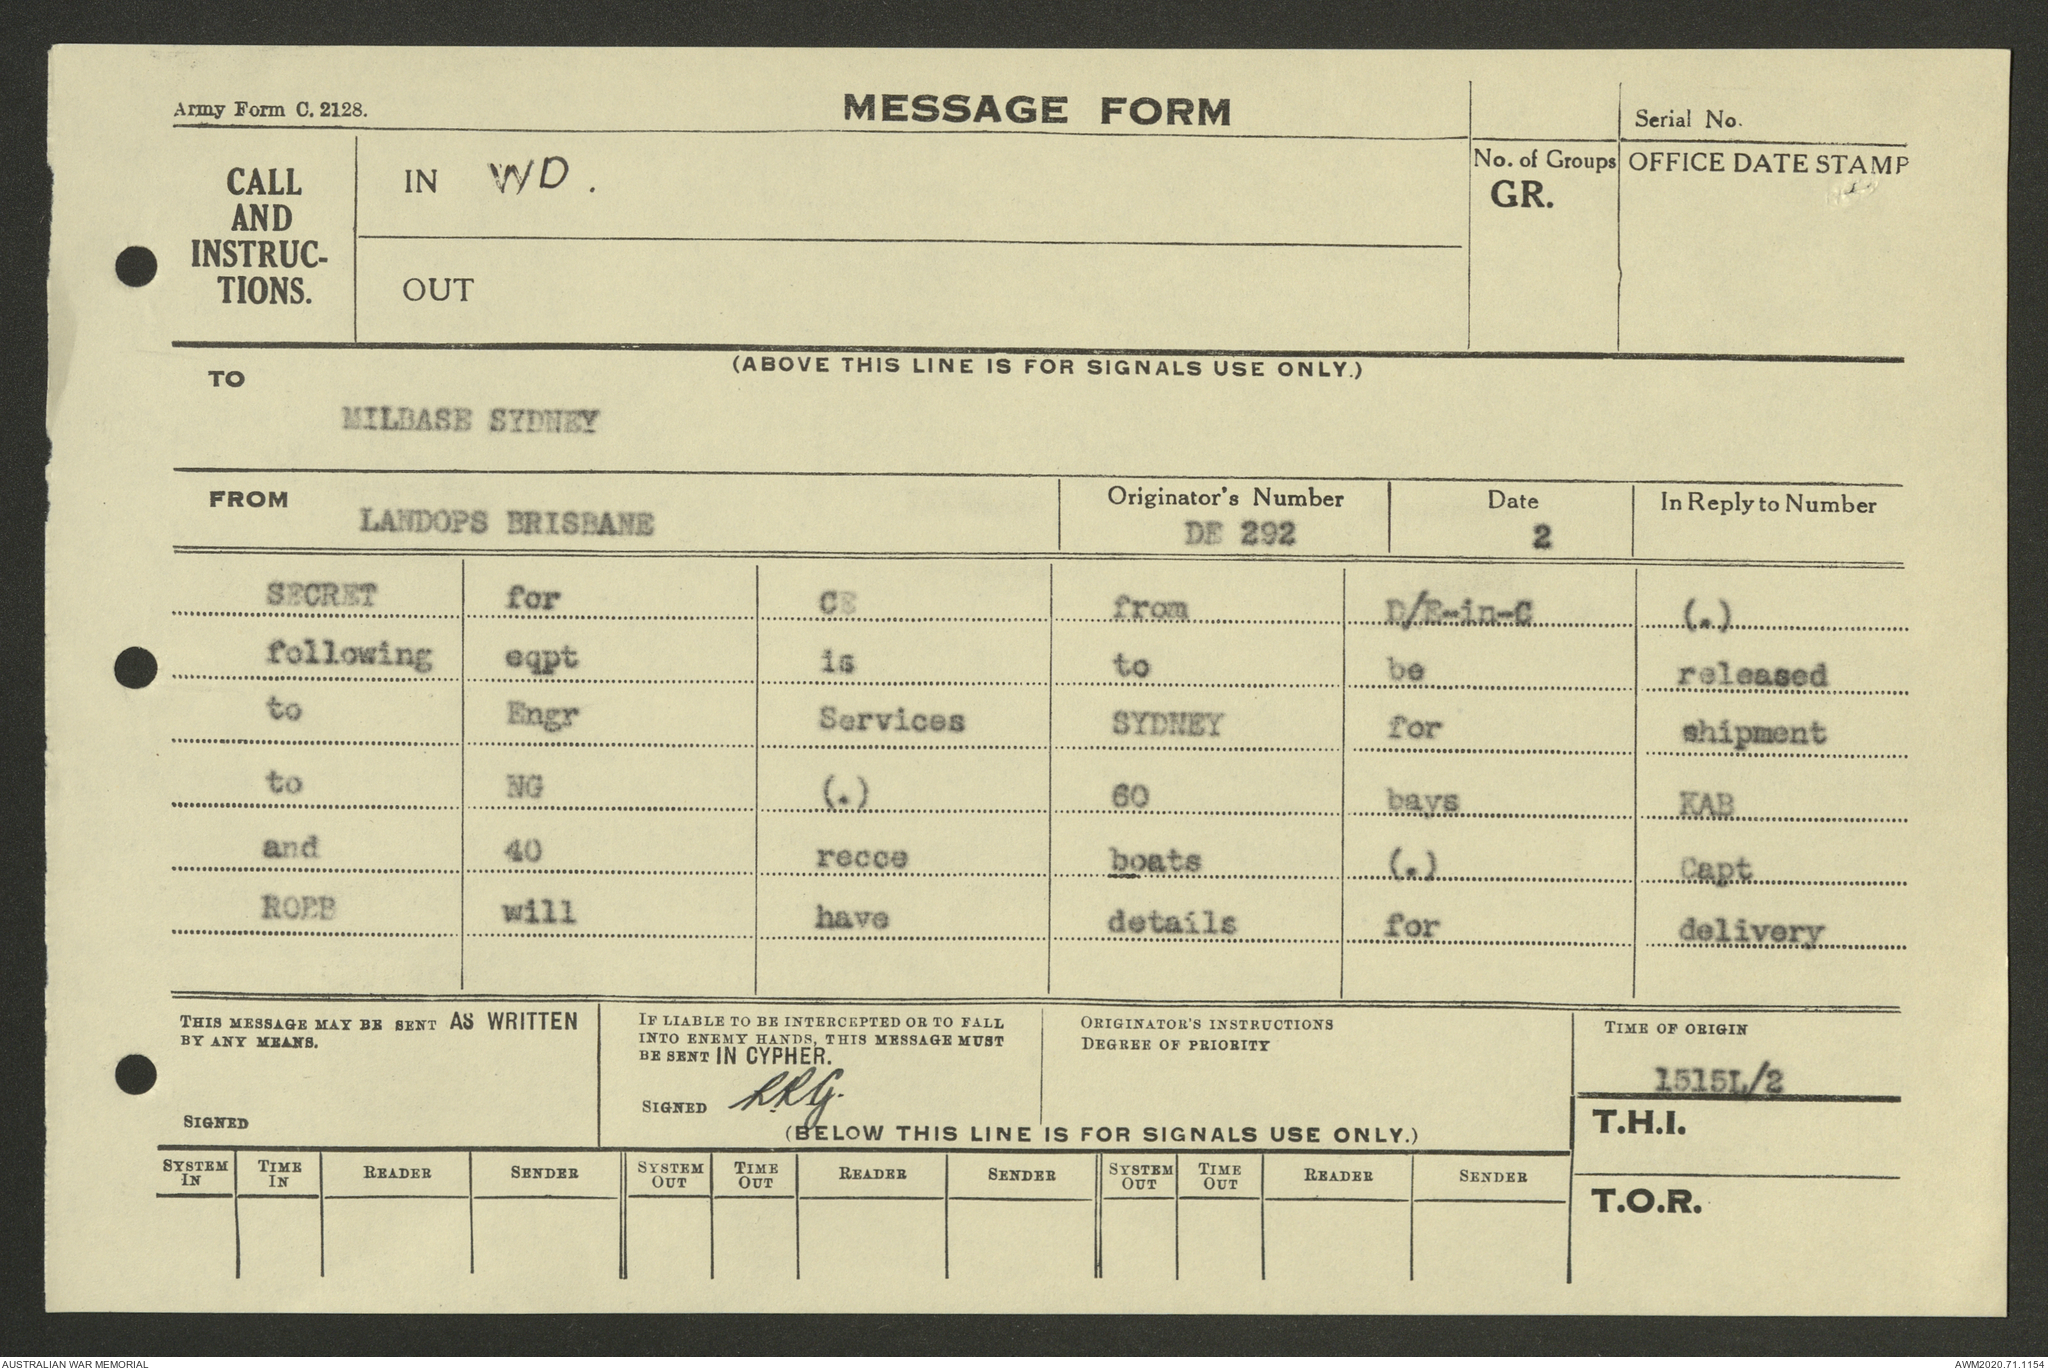 Army Form C. 2128.
MESSAGE FORM
Serial No.
CALL AND INSTRUC-TIONS.
IN WD.
No. of Groups GR.
OFFICE DATE STAMP
OUT
(ABOVE THIS LINE IS FOR SIGNALS USE ONLY.)
TO
MILBASE SYDNEY
FROM
LANDOPS BRISBANE
Originator's Number
DE 292
Date
2
In Reply to Number
SECRET for CE from D/E-in-C (.)
following eqpt is to be released
to Engr Services SYDNEY for shipment
to NG (.) 60 bays KAB
and 40 recce boats (.) Capt
ROBB will have details for delivery
THIS MESSAGE MAY BE SENT AS WRITTEN
BY ANY MEANS.
SIGNED
IF LIABLE TO BE INTERCEPTED OR TO FALL
INTO ENEMY HANDS, THIS MESSAGE MUST
BE SENT IN CYPHER.
SIGNED
ORIGINATOR'S INSTRUCTIONS
DEGREE OF PRIORITY
TIME OF ORIGIN
1515L/2
T.H.I.
T.O.R.
(BELOW THIS LINE IS FOR SIGNALS USE ONLY.)
SYSTEM IN TIME IN READER SENDER SYSTEM OUT TIME OUT READER SENDER SYSTEM OUT TIME OUT READER SENDER
AUSTRALIAN WAR MEMORIAL
AWM2020.71.1154